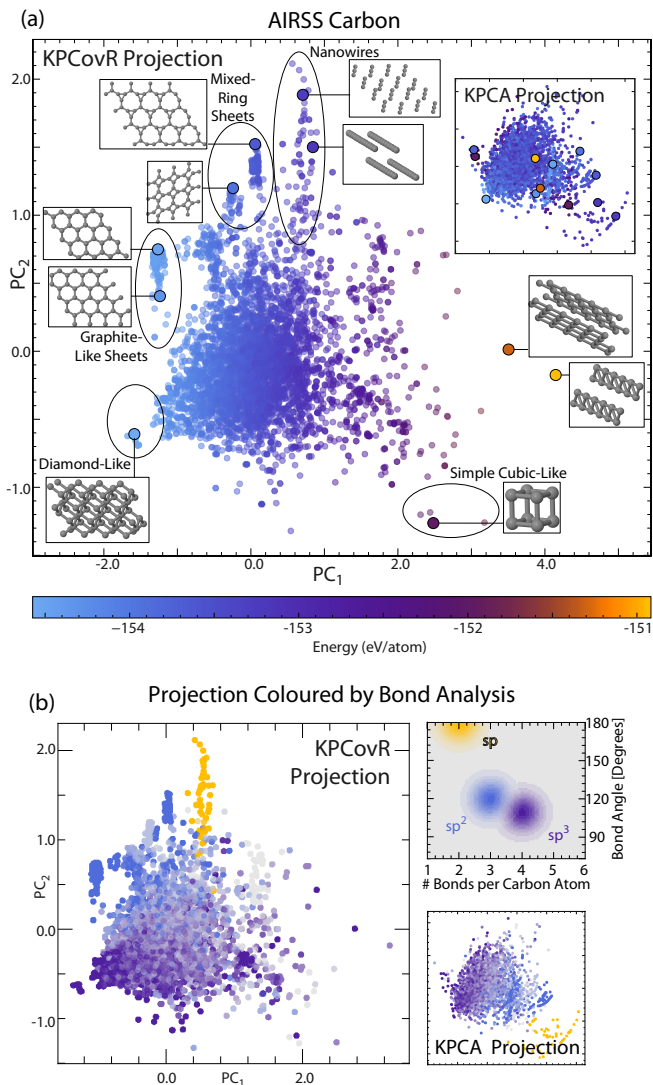 (a)
AIRSS Carbon
KPCovR Projection
Nanowires
Mixed-
Ring
Sheets
KPCA Projection
2.0
1.0
0.0
-1.0
PC2
Graphite-
Like Sheets
Diamond-Like
Simple Cubic-Like
-2.0
0.0
2.0
4.0
PC1
−154
-153
-152
-151
Energy (eV/atom)
(b)
Projection Coloured by Bond Analysis
KPCovR
Projection
2.0
1.0
0.0
-1.0
PC2
0.0
2.0
PC1
sp
sp2
sp3
180
150
120
90
Bond Angle [Degrees]
1
2
3
4
5
6
# Bonds per Carbon Atom
KPCA Projection